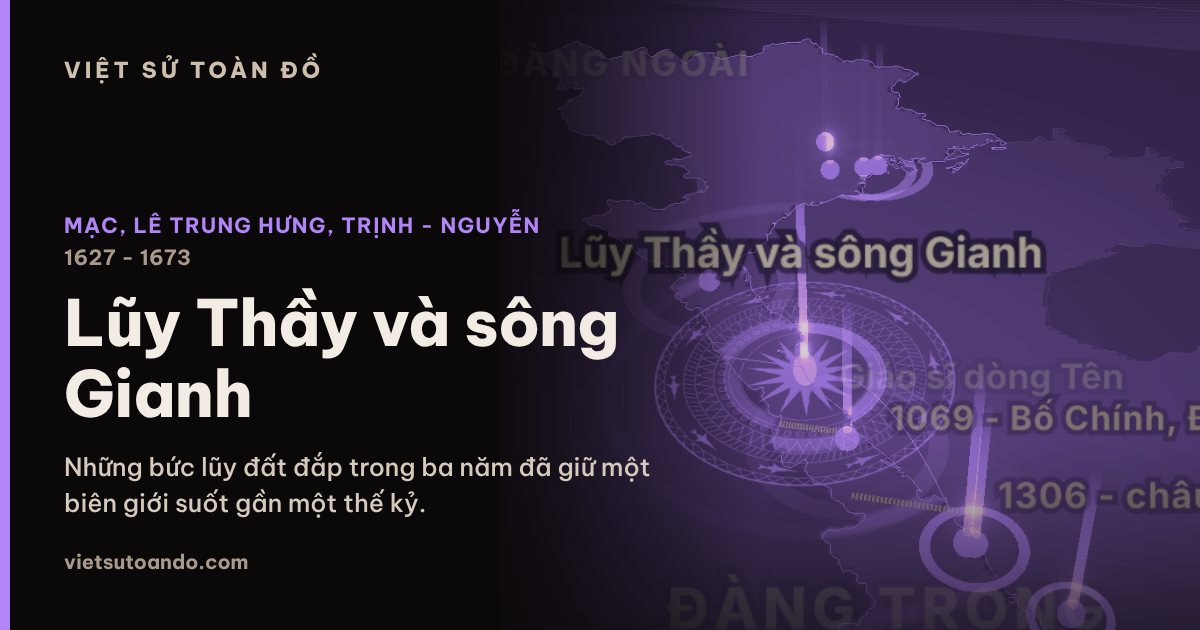 VIỆT SỬ TOÀN ĐỒ
MẠC, LÊ TRUNG HƯNG, TRỊNH - NGUYỄN
1627 - 1673
Lũy Thầy và sông
Gianh
Những bức lũy đất đắp trong ba năm đã giữ một
biên giới suốt gần một thế kỷ.
vietsutoando.com
ĐÀNG NGOÀI
Lũy Thầy và sông Gianh
Giáo sĩ dòng Tên
1069 - Bố Chính, Đ
1306 - châu
ĐÀNG TRONG